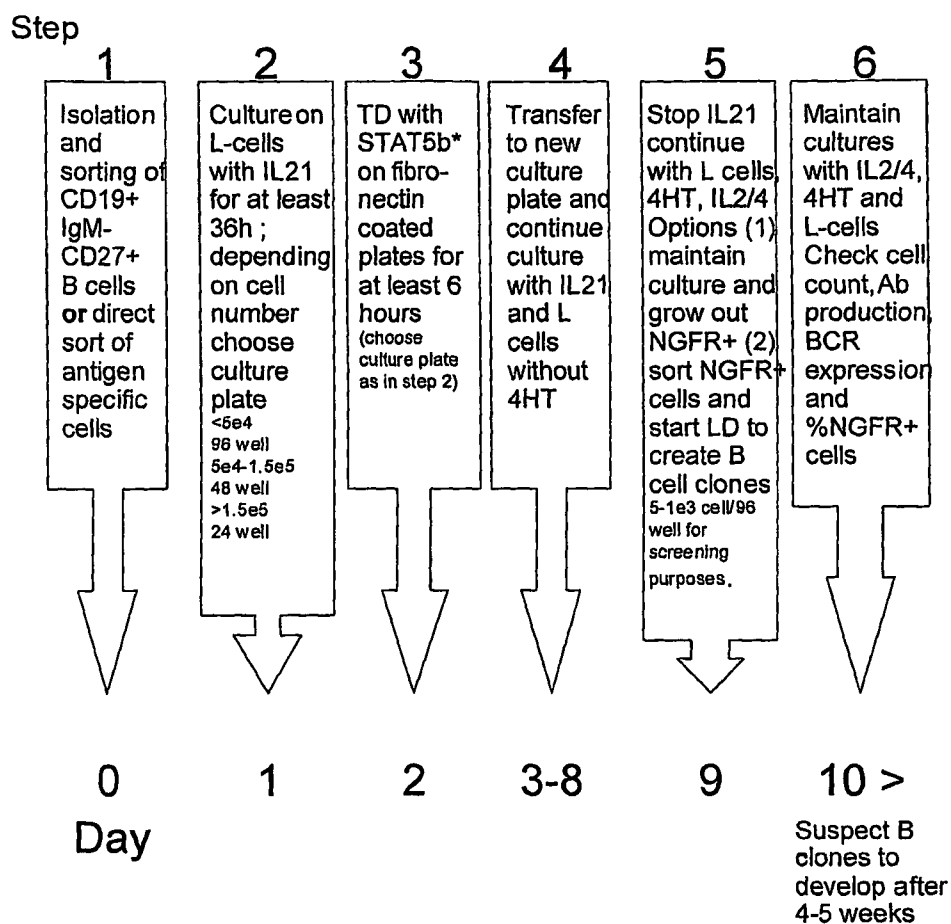 Step
1
Isolation
and
sorting of
CD19+
IgM-
CD27+
B cells
or direct
sort of
antigen
specific
cells
2
Culture on
L-cells
with IL21
for at least
36h ;
depending
on cell
number
choose
culture
plate
<5e4
96 well
5e4-1.5e5
48 well
>1.5e5
24 well
3
TD with
STAT5b*
on fibro-
nectin
coated
plates for
at least 6
hours
(choose
culture plate
as in step 2)
4
Transfer
to new
culture
plate and
continue
culture
with IL21
and L
cells
without
4HT
5
Stop IL21
continue
with L cells,
4HT, IL2/4
Options (1)
maintain
culture and
grow out
NGFR+ (2)
sort NGFR+
cells and
start LD to
create B
cell clones
5-1e3 cell/96
well for
screening
purposes.
6
Maintain
cultures
with IL2/4,
4HT and
L-cells
Check cell
count, Ab
production,
BCR
expression
and
%NGFR+
cells
0
1
2
3-8
9
10 >
Day
Suspect B
clones to
develop after
4-5 weeks